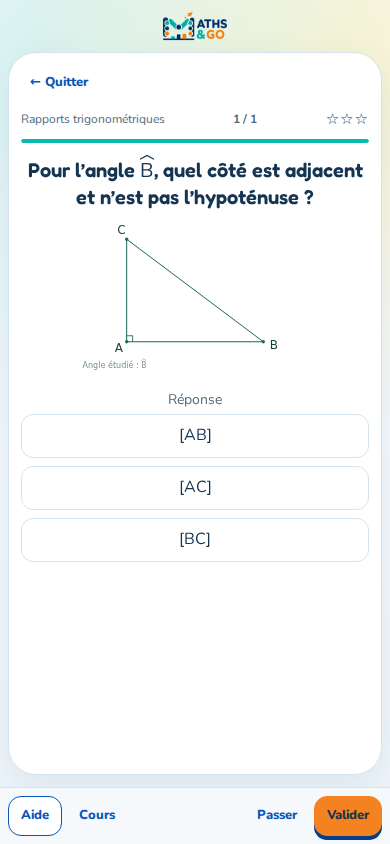 MATHS
&GO
← Quitter
Rapports trigonométriques
1 / 1
☆☆☆
Pour l’angle B̂, quel côté est adjacent
et n’est pas l’hypoténuse ?
C
A
B
Angle étudié : B̂
Réponse
[AB]
[AC]
[BC]
Aide
Cours
Passer
Valider